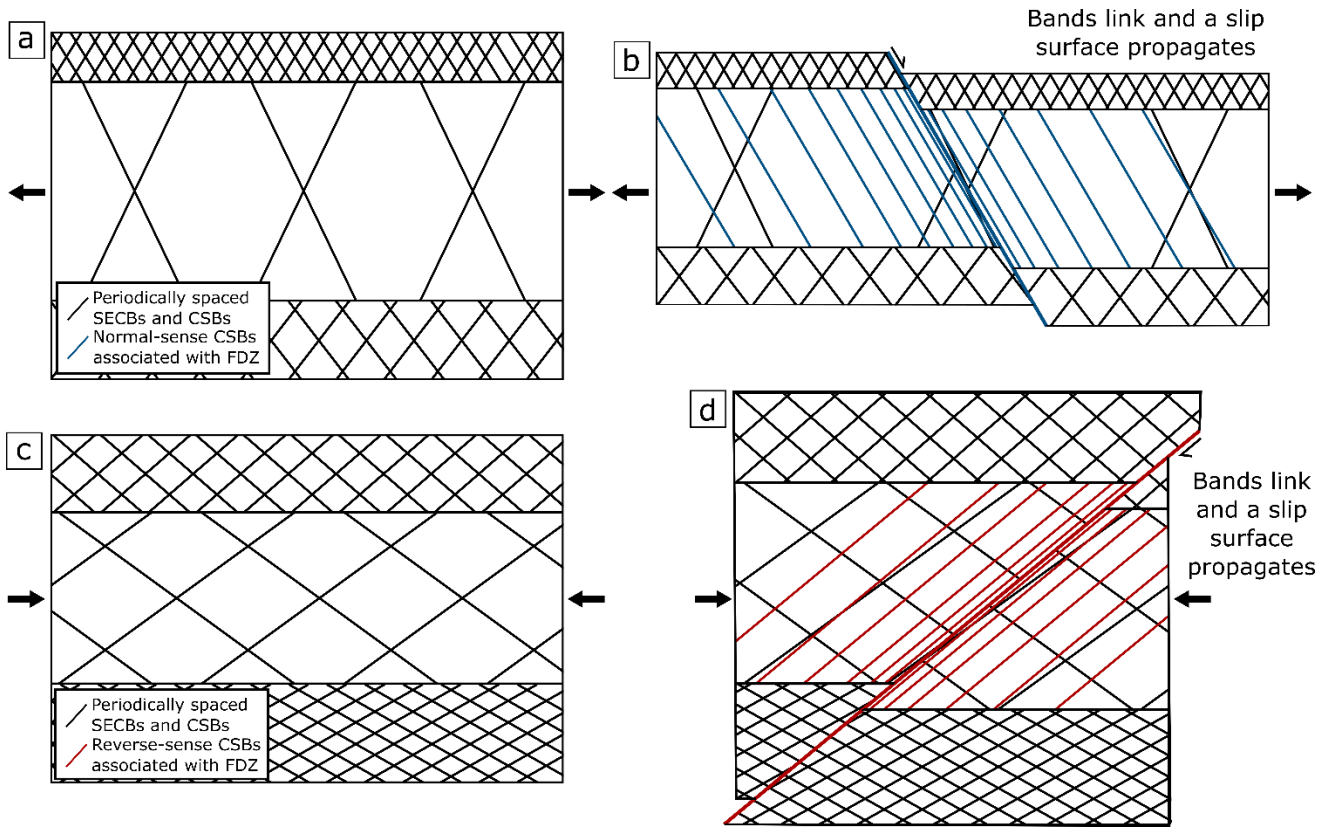 a
Periodically spaced
SECBs and CSBs
Normal-sense CSBs
associated with FDZ
b
Bands link and a slip
surface propagates
c
Periodically spaced
SECBs and CSBs
Reverse-sense CSBs
associated with FDZ
d
Bands link
and a slip
surface
propagates